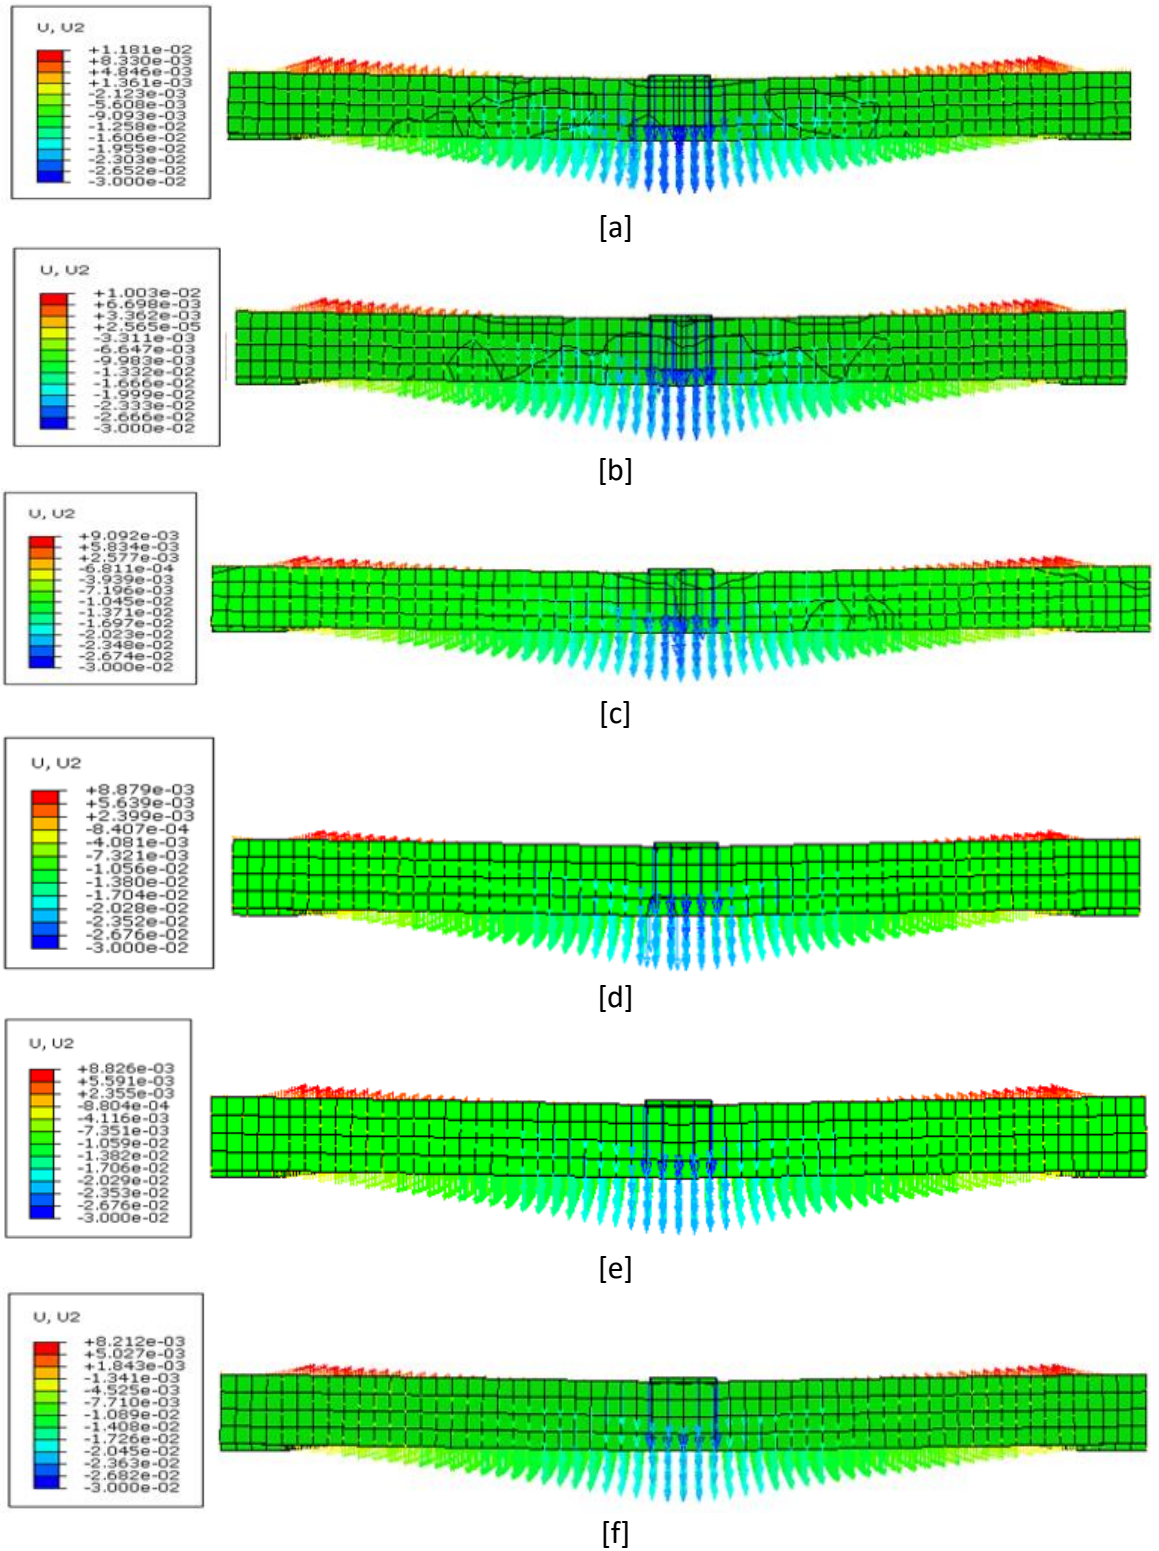 U, U2
+1.181e-02
+8.330e-03
+4.846e-03
+1.361e-03
-2.123e-03
-5.608e-03
-9.093e-03
-1.258e-02
-1.606e-02
-1.955e-02
-2.303e-02
-2.652e-02
-3.000e-02
[a]
U, U2
+1.003e-02
+6.698e-03
+3.362e-03
+2.565e-05
-3.311e-03
-6.647e-03
-9.983e-03
-1.332e-02
-1.666e-02
-1.999e-02
-2.333e-02
-2.666e-02
-3.000e-02
[b]
U, U2
+9.092e-03
+5.834e-03
+2.577e-03
-6.811e-04
-3.939e-03
-7.196e-03
-1.045e-02
-1.371e-02
-1.697e-02
-2.023e-02
-2.348e-02
-2.674e-02
-3.000e-02
[c]
U, U2
+8.879e-03
+5.639e-03
+2.399e-03
-8.407e-04
-4.081e-03
-7.321e-03
-1.056e-02
-1.380e-02
-1.704e-02
-2.028e-02
-2.352e-02
-2.676e-02
-3.000e-02
[d]
U, U2
+8.826e-03
+5.591e-03
+2.355e-03
-8.804e-04
-4.116e-03
-7.351e-03
-1.059e-02
-1.382e-02
-1.706e-02
-2.029e-02
-2.353e-02
-2.676e-02
-3.000e-02
[e]
U, U2
+8.212e-03
+5.027e-03
+1.843e-03
-1.341e-03
-4.525e-03
-7.710e-03
-1.089e-02
-1.408e-02
-1.726e-02
-2.045e-02
-2.363e-02
-2.682e-02
-3.000e-02
[f]